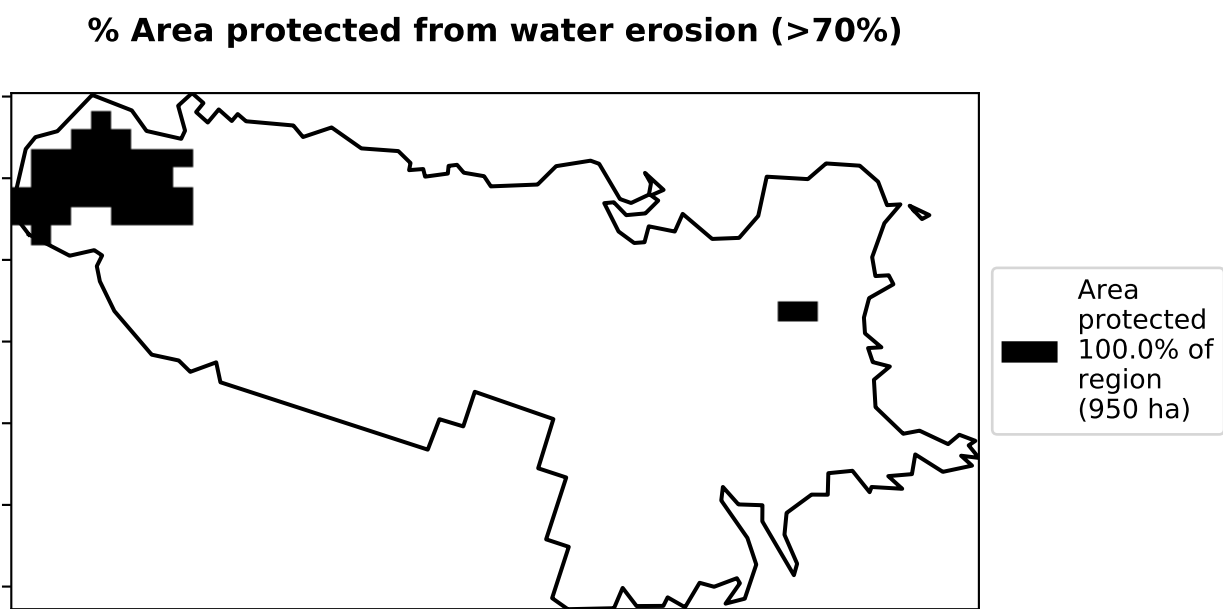 % Area protected from water erosion (>70%)
Area
protected
100.0% of
region
(950 ha)